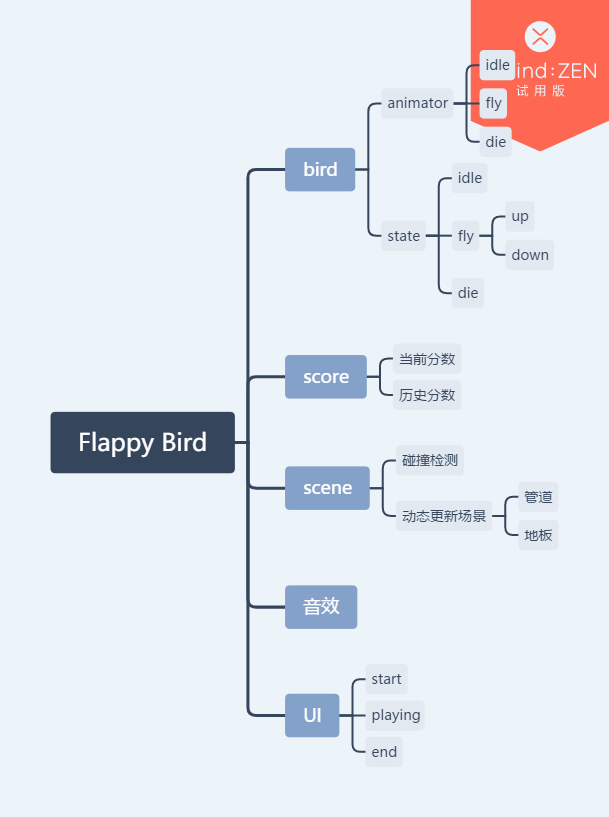 ind:ZEN
试用版
Flappy Bird
bird
animator
idle
fly
die
state
idle
fly
up
down
die
score
当前分数
历史分数
scene
碰撞检测
动态更新场景
管道
地板
音效
UI
start
playing
end